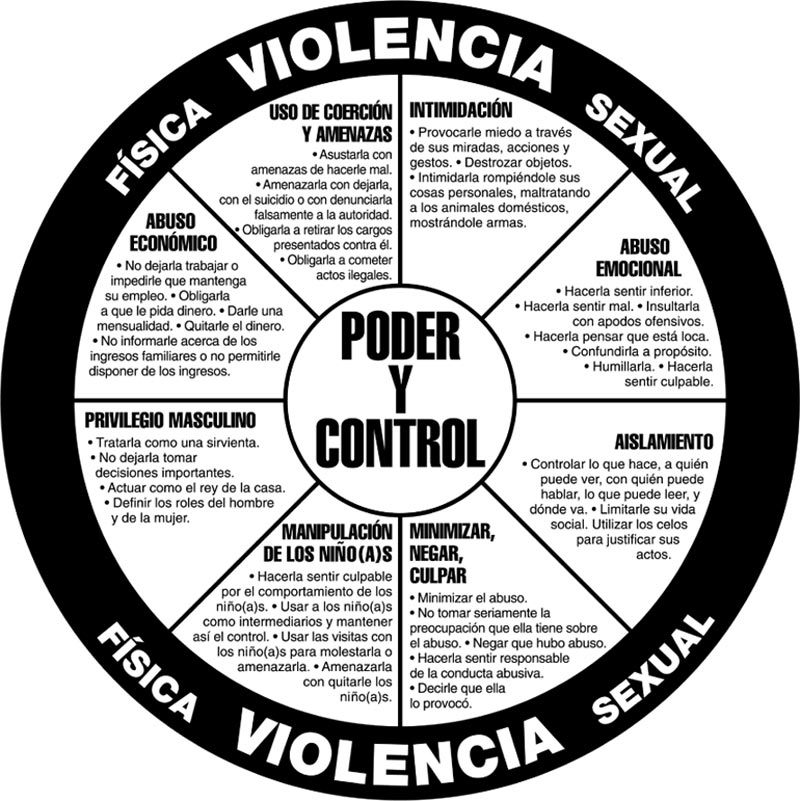 VIOLENCIA
FÍSICA
SEXUAL
USO DE COERCIÓN
Y AMENAZAS
• Asustarla con
amenazas de hacerle mal.
• Amenazarla con dejarla,
con el suicidio o con denunciarla
falsamente a la autoridad.
• Obligarla a retirar los cargos
presentados contra él.
• Obligarla a cometer
actos ilegales.
INTIMIDACIÓN
• Provocarle miedo a través
de sus miradas, acciones y
gestos. • Destrozar objetos.
• Intimidarla rompiéndole sus
cosas personales, maltratando
a los animales domésticos,
mostrándole armas.
ABUSO
EMOCIONAL
• Hacerla sentir inferior.
• Hacerla sentir mal. • Insultarla
con apodos ofensivos.
• Hacerla pensar que está loca.
• Confundirla a propósito.
• Humillarla. • Hacerla
sentir culpable.
AISLAMIENTO
• Controlar lo que hace, a quién
puede ver, con quién puede
hablar, lo que puede leer, y
dónde va. • Limitarle su vida
social. Utilizar los celos
para justificar sus
actos.
MINIMIZAR,
NEGAR,
CULPAR
• Minimizar el abuso.
• No tomar seriamente la
preocupación que ella tiene sobre
el abuso. • Negar que hubo abuso.
• Hacerla sentir responsable
de la conducta abusiva.
• Decirle que ella
lo provocó.
MANIPULACIÓN
DE LOS NIÑO(A)S
• Hacerla sentir culpable
por el comportamiento de los
niño(a)s. • Usar a los niño(a)s
como intermediarios y mantener
así el control. • Usar las visitas con
los niño(a)s para molestarla o
amenazarla. • Amenazarla
con quitarle los
niño(a)s.
PRIVILEGIO MASCULINO
• Tratarla como una sirvienta.
• No dejarla tomar
decisiones importantes.
• Actuar como el rey de la casa.
• Definir los roles del hombre
y de la mujer.
ABUSO
ECONÓMICO
• No dejarla trabajar o
impedirle que mantenga
su empleo. • Obligarla
a que le pida dinero. • Darle una
mensualidad. • Quitarle el dinero.
• No informarle acerca de los
ingresos familiares o no permitirle
disponer de los ingresos.
PODER
Y
CONTROL
FÍSICA
VIOLENCIA
SEXUAL